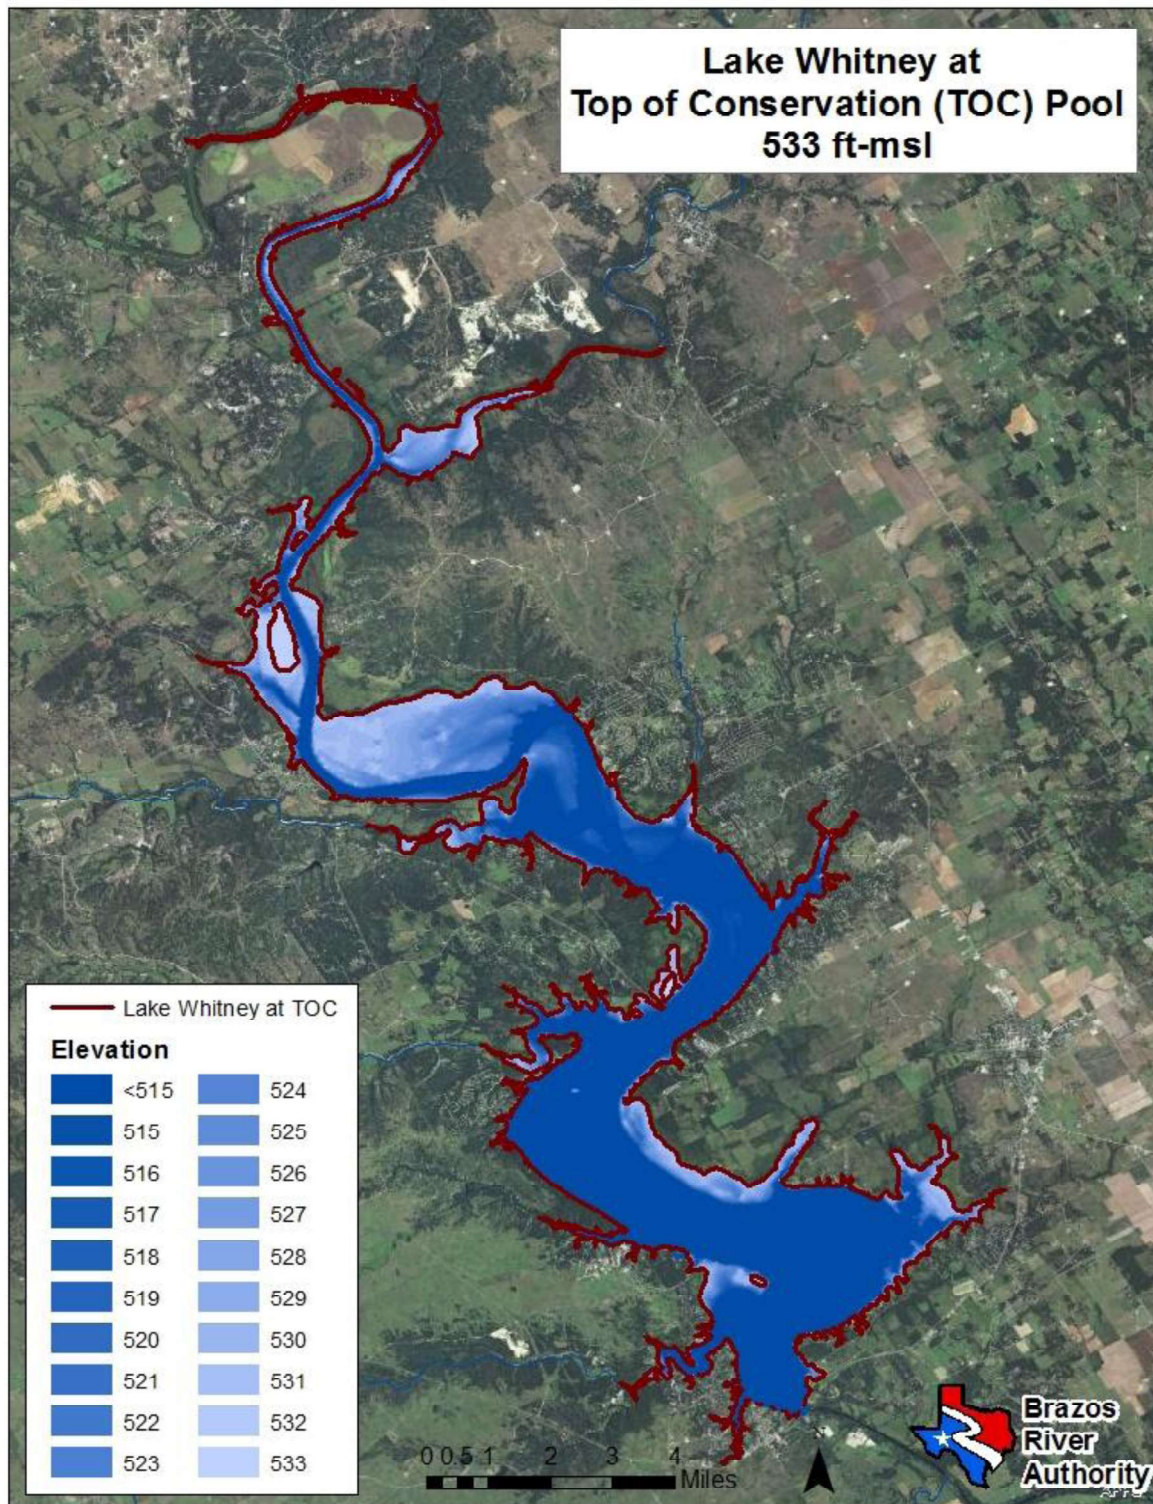 Lake Whitney at
Top of Conservation (TOC) Pool
533 ft-msl
Lake Whitney at TOC
Elevation
<515 524
515 525
516 526
517 527
518 528
519 529
520 530
521 531
522 532
523 533
0 0.5 1 2 3 4
Miles
Brazos
River
Authority